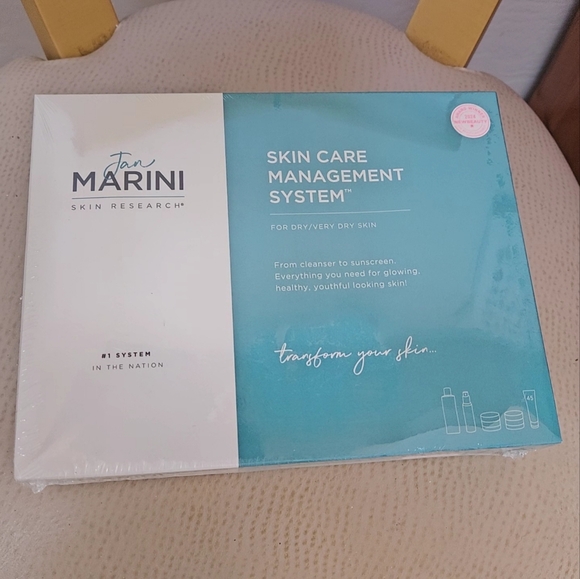 Jan
MARINI
SKIN RESEARCH®
#1 SYSTEM
IN THE NATION
SKIN CARE
MANAGEMENT
SYSTEM™
FOR DRY/VERY DRY SKIN
From cleanser to sunscreen.
Everything you need for glowing,
healthy, youthful looking skin!
transform your skin...
45